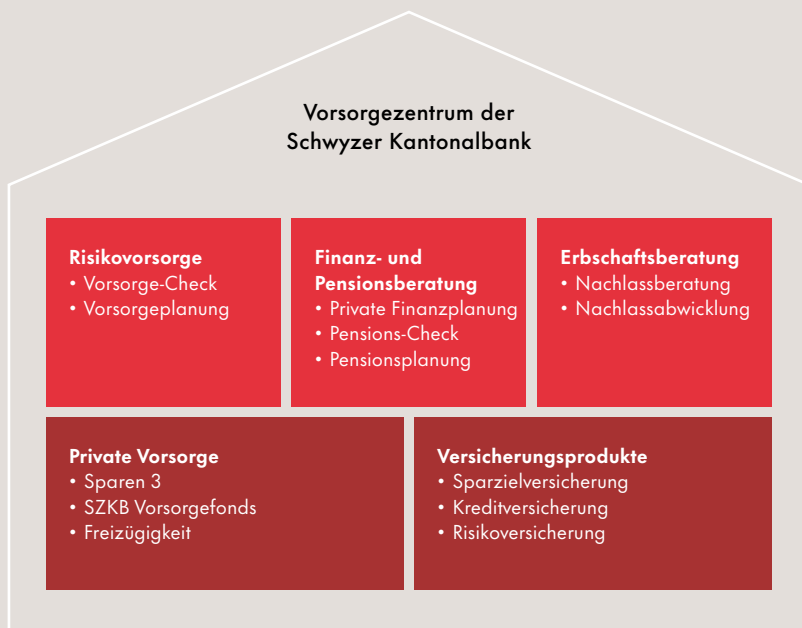 Vorsorgezentrum der
Schwyzer Kantonalbank
Risikovorsorge
• Vorsorge-Check
• Vorsorgeplanung
Finanz- und
Pensionsberatung
• Private Finanzplanung
• Pensions-Check
• Pensionsplanung
Erbschaftsberatung
• Nachlassberatung
• Nachlassabwicklung
Private Vorsorge
• Sparen 3
• SZKB Vorsorgefonds
• Freizügigkeit
Versicherungsprodukte
• Sparzielversicherung
• Kreditversicherung
• Risikoversicherung